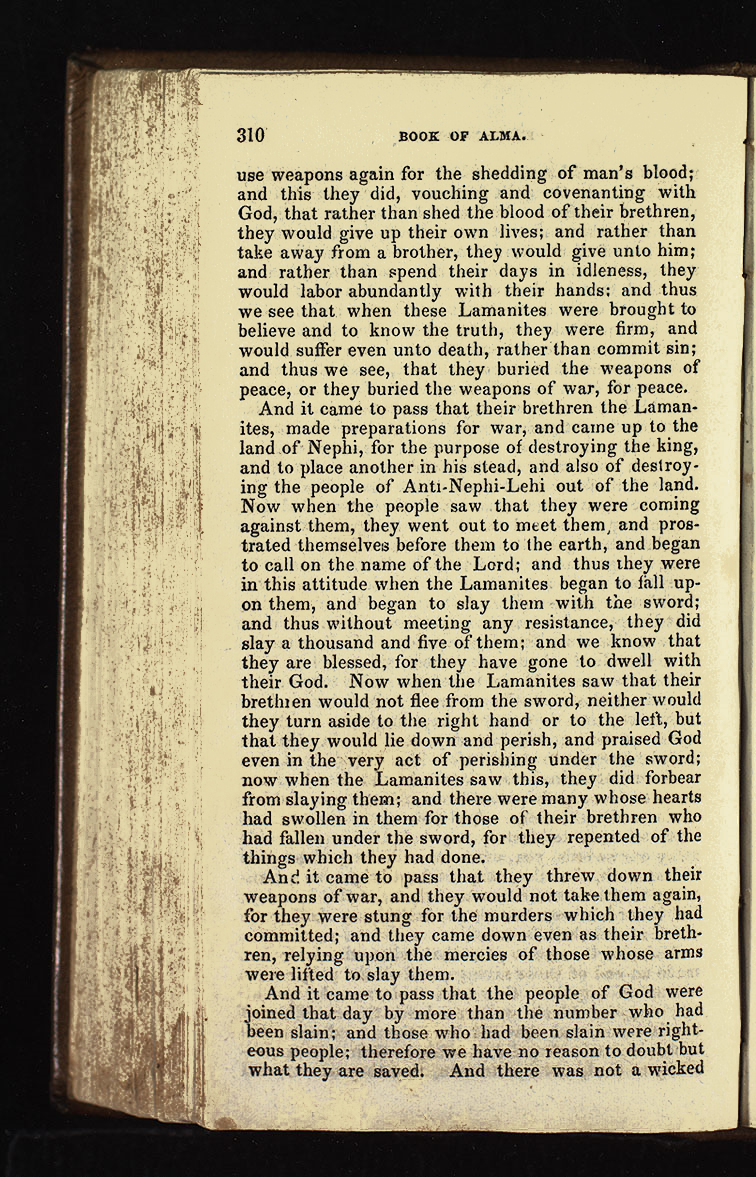 310 BOOK OF ALMA.
use weapons again for the shedding of man's blood;
and this they did, vouching and covenanting with
God, that rather than shed the blood of their brethren,
they would give up their own lives; and rather than
take away from a brother, they would give unto him;
and rather than spend their days in idleness, they
would labor abundantly with their hands: and thus
we see that when these Lamanites were brought to
believe and to know the truth, they were firm, and
would suffer even unto death, rather than commit sin;
and thus we see, that they buried the weapons of
peace, or they buried the weapons of war, for peace.
And it came to pass that their brethren the Laman-
ites, made preparations for war, and came up to the
land of Nephi, for the purpose of destroying the king,
and to place another in his stead, and also of destroy-
ing the people of Anti-Nephi-Lehi out of the land.
Now when the people saw that they were coming
against them, they went out to meet them, and pros-
trated themselves before them to the earth, and began
to call on the name of the Lord; and thus they were
in this attitude when the Lamanites began to fall up-
on them, and began to slay them with the sword;
and thus without meeting any resistance, they did
slay a thousand and five of them; and we know that
they are blessed, for they have gone to dwell with
their God. Now when the Lamanites saw that their
brethren would not flee from the sword, neither would
they turn aside to the right hand or to the left, but
that they would lie down and perish, and praised God
even in the very act of perishing under the sword;
now when the Lamanites saw this, they did forbear
from slaying them; and there were many whose hearts
had swollen in them for those of their brethren who
had fallen under the sword, for they repented of the
things which they had done.
And it came to pass that they threw down their
weapons of war, and they would not take them again,
for they were stung for the murders which they had
committed; and they came down even as their breth-
ren, relying upon the mercies of those whose arms
were lifted to slay them.
And it came to pass that the people of God were
joined that day by more than the number who had
been slain; and those who had been slain were right-
eous people; therefore we have no reason to doubt but
what they are saved. And there was not a wicked